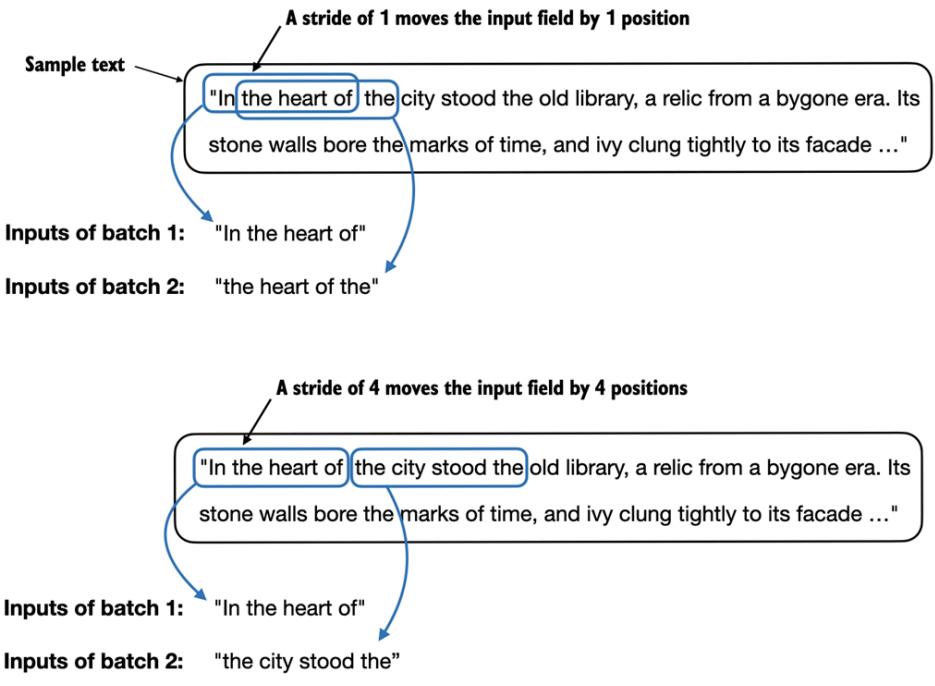 A stride of 1 moves the input field by 1 position
Sample text
"In the heart of the city stood the old library, a relic from a bygone era. Its
stone walls bore the marks of time, and ivy clung tightly to its facade ..."
Inputs of batch 1: "In the heart of"
Inputs of batch 2: "the heart of the"
A stride of 4 moves the input field by 4 positions
"In the heart of the city stood the old library, a relic from a bygone era. Its
stone walls bore the marks of time, and ivy clung tightly to its facade ..."
Inputs of batch 1: "In the heart of"
Inputs of batch 2: "the city stood the”